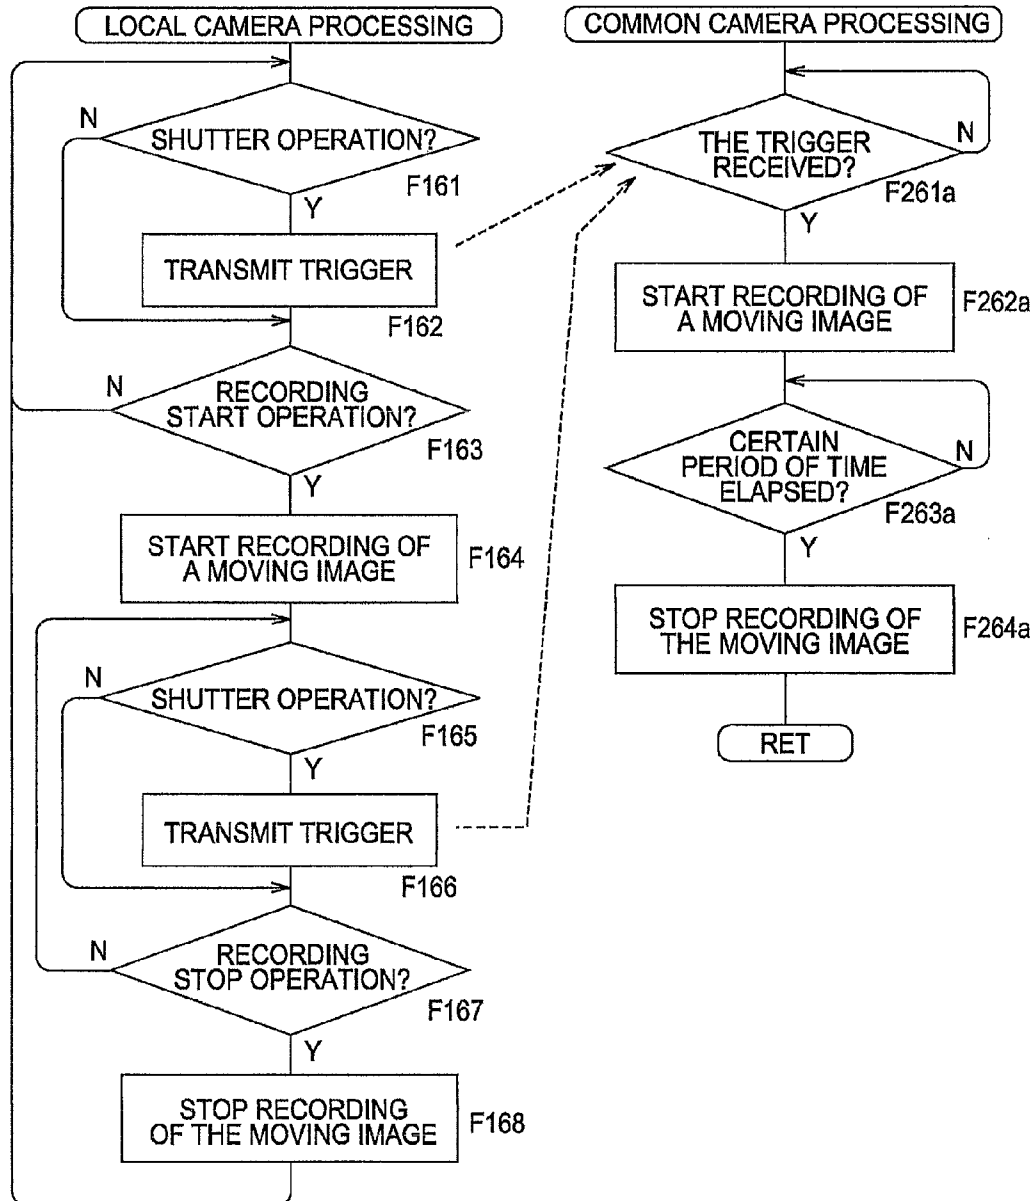 LOCAL CAMERA PROCESSING
N
SHUTTER OPERATION?
F161
Y
TRANSMIT TRIGGER
F162
N
RECORDING
START OPERATION?
F163
Y
START RECORDING OF
A MOVING IMAGE
F164
N
SHUTTER OPERATION?
F165
Y
TRANSMIT TRIGGER
F166
N
RECORDING
STOP OPERATION?
F167
Y
STOP RECORDING
OF THE MOVING IMAGE
F168
COMMON CAMERA PROCESSING
THE TRIGGER
RECEIVED?
N
F261a
Y
START RECORDING OF
A MOVING IMAGE
F262a
CERTAIN
PERIOD OF TIME
ELAPSED?
N
F263a
Y
STOP RECORDING OF
THE MOVING IMAGE
F264a
RET